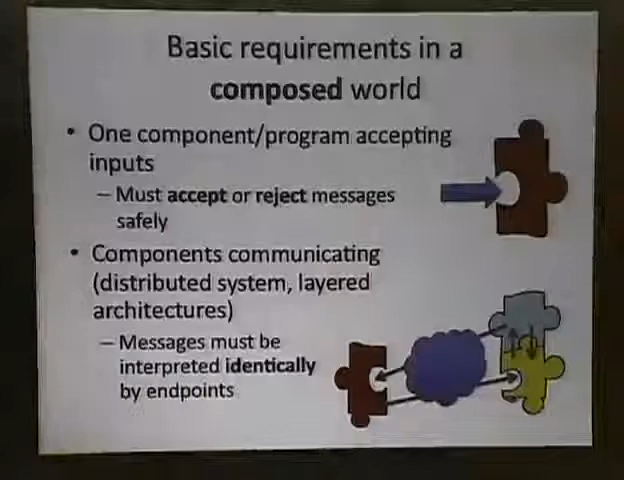 Basic requirements in a
composed world
• One component/program accepting
inputs
– Must accept or reject messages
safely
• Components communicating
(distributed system, layered
architectures)
– Messages must be
interpreted identically
by endpoints